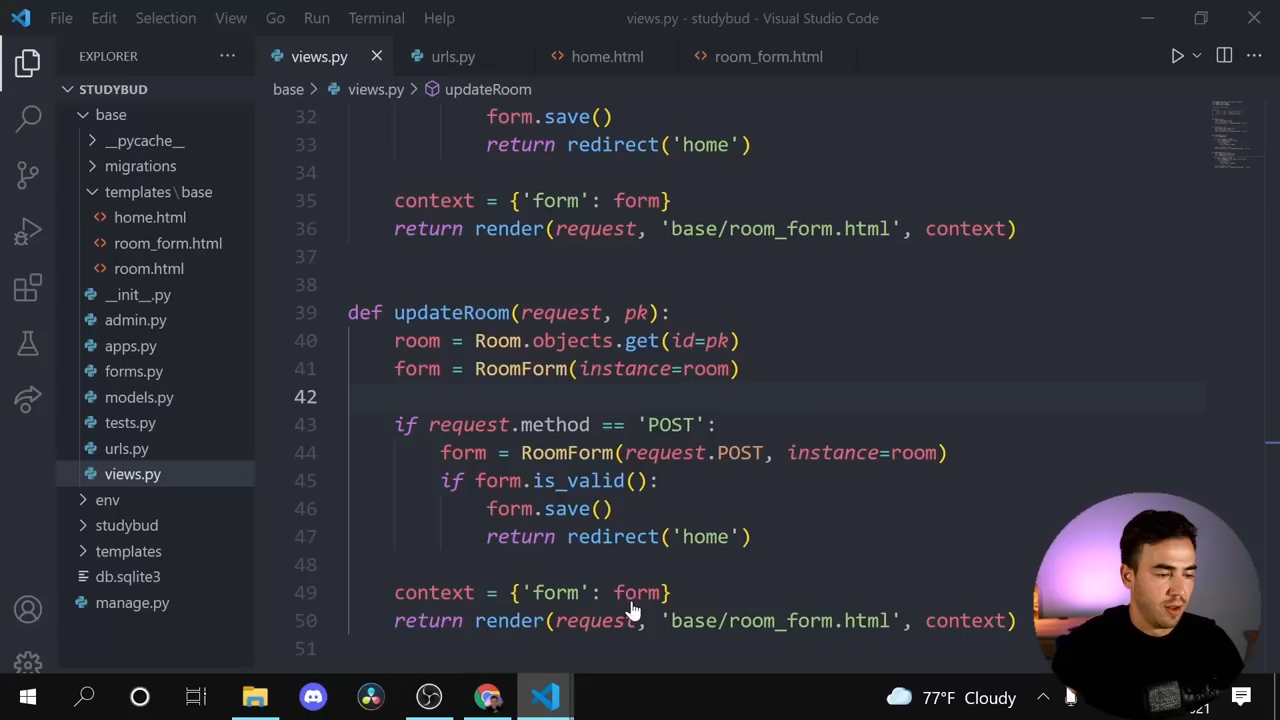 File Edit Selection View Go Run Terminal Help
views.py - studybud - Visual Studio Code
EXPLORER
views.py
urls.py
home.html
room_form.html
STUDYBUD
base > views.py > updateRoom
base
__pycache__
migrations
templates\base
home.html
room_form.html
room.html
__init__.py
admin.py
apps.py
forms.py
models.py
tests.py
urls.py
views.py
env
studybud
templates
db.sqlite3
manage.py
32 form.save()
33 return redirect('home')
34
35 context = {'form': form}
36 return render(request, 'base/room_form.html', context)
37
38
39 def updateRoom(request, pk):
40 room = Room.objects.get(id=pk)
41 form = RoomForm(instance=room)
42
43 if request.method == 'POST':
44 form = RoomForm(request.POST, instance=room)
45 if form.is_valid():
46 form.save()
47 return redirect('home')
48
49 context = {'form': form}
50 return render(request, 'base/room_form.html', context)
51
77°F Cloudy